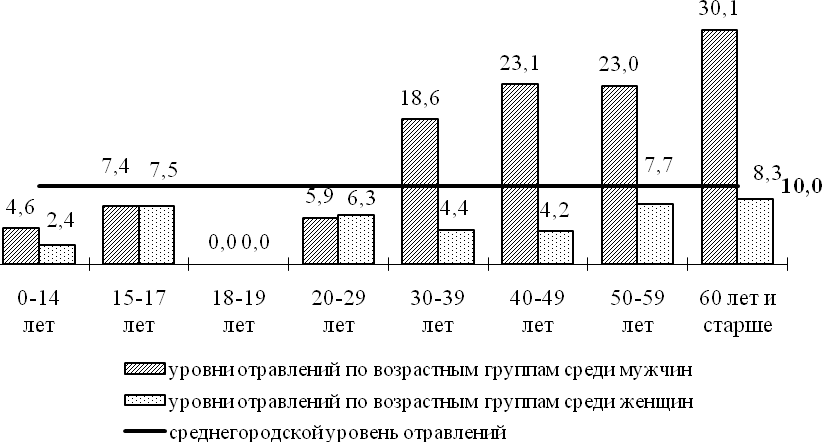 30,1
23,1
23,0
18,6
7,4
7,5
7,7
8,3
10,0
5,9
6,3
4,6
2,4
4,4
4,2
0,0
0,0
0-14 лет
15-17 лет
18-19 лет
20-29 лет
30-39 лет
40-49 лет
50-59 лет
60 лет и старше
уровни отравлений по возрастным группам среди мужчин
уровни отравлений по возрастным группам среди женщин
среднегородской уровень отравлений